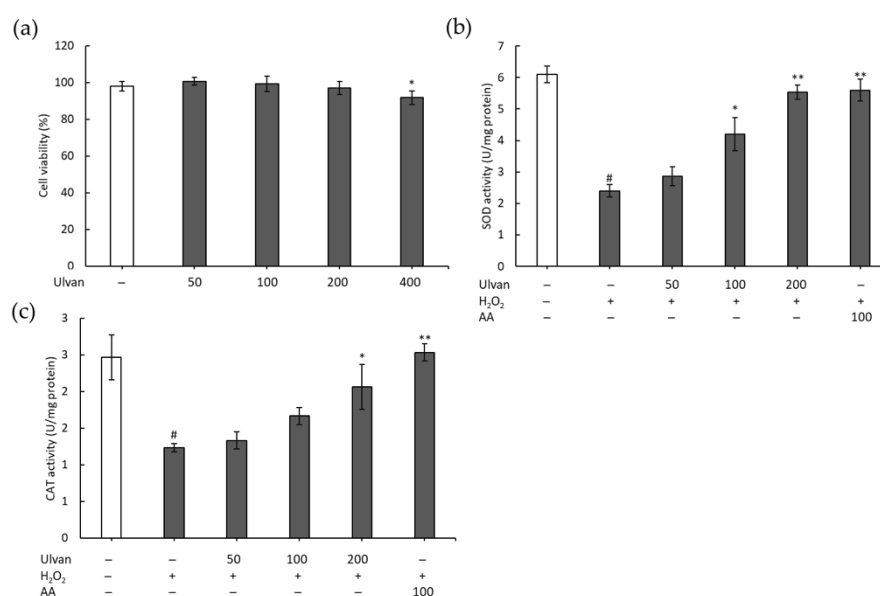 (a)
120
100
80
60
40
20
0
Cell viability (%)
*
Ulvan – 50 100 200 400
(b)
7
6
5
4
3
2
1
0
SOD activity (U/mg protein)
# * ** **
Ulvan – – 50 100 200 –
H₂O₂ – + + + + +
AA – – 100
(c)
3
3
2
2
1
1
0
CAT activity (U/mg protein)
# * **
Ulvan – – 50 100 200 –
H₂O₂ – + + + + +
AA – – 100